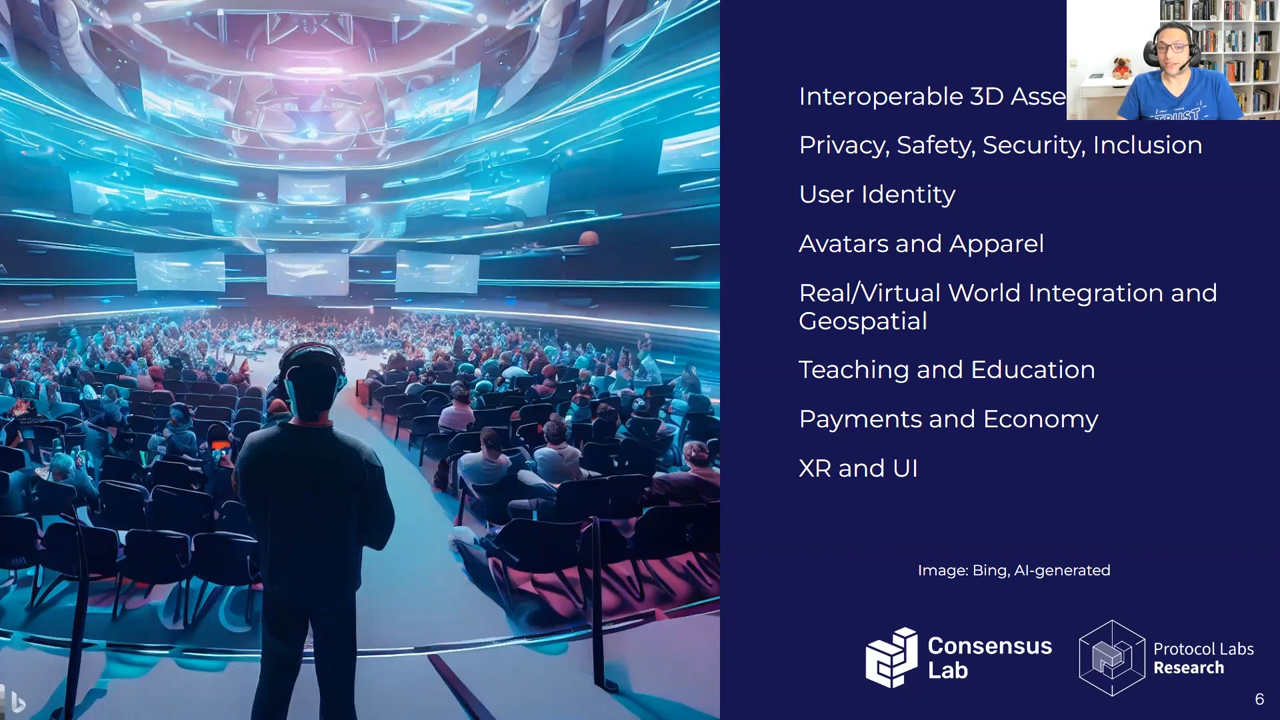 Interoperable 3D Asse
Privacy, Safety, Security, Inclusion
User Identity
Avatars and Apparel
Real/Virtual World Integration and
Geospatial
Teaching and Education
Payments and Economy
XR and UI
Image: Bing, AI-generated
Consensus
Lab
Protocol Labs
Research
6
TRUST